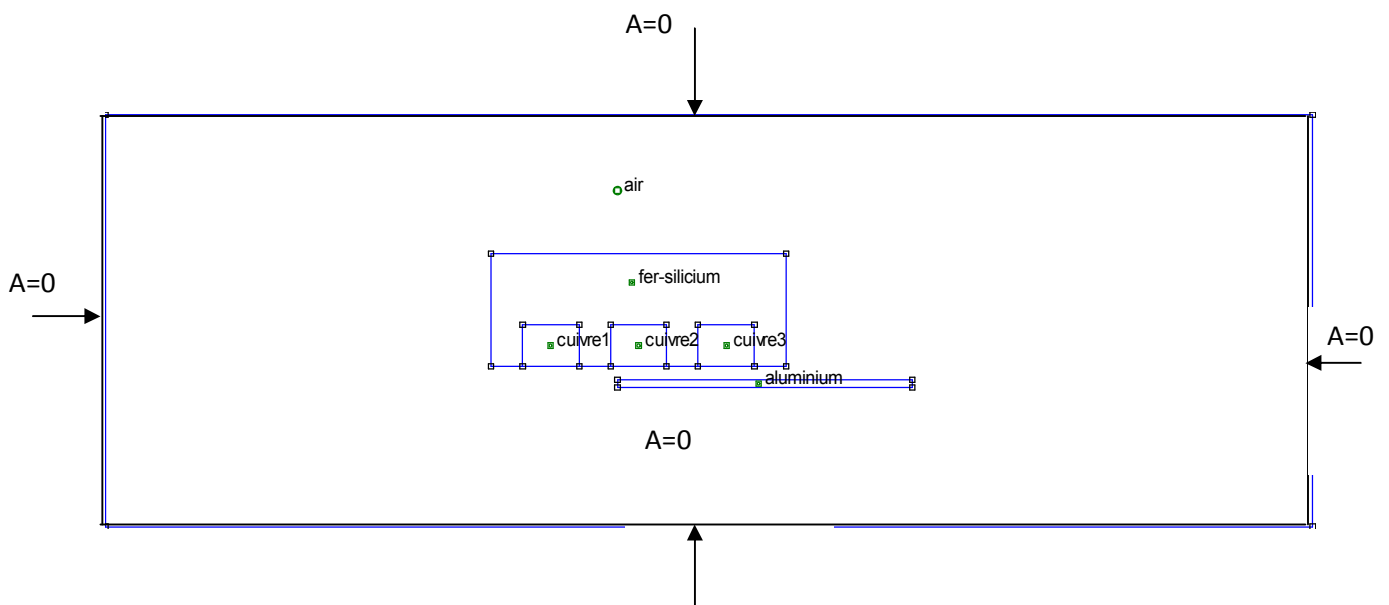 A=0
air
A=0
fer-silicium
cuivre1
cuivre2
cuivre3
A=0
aluminium
A=0